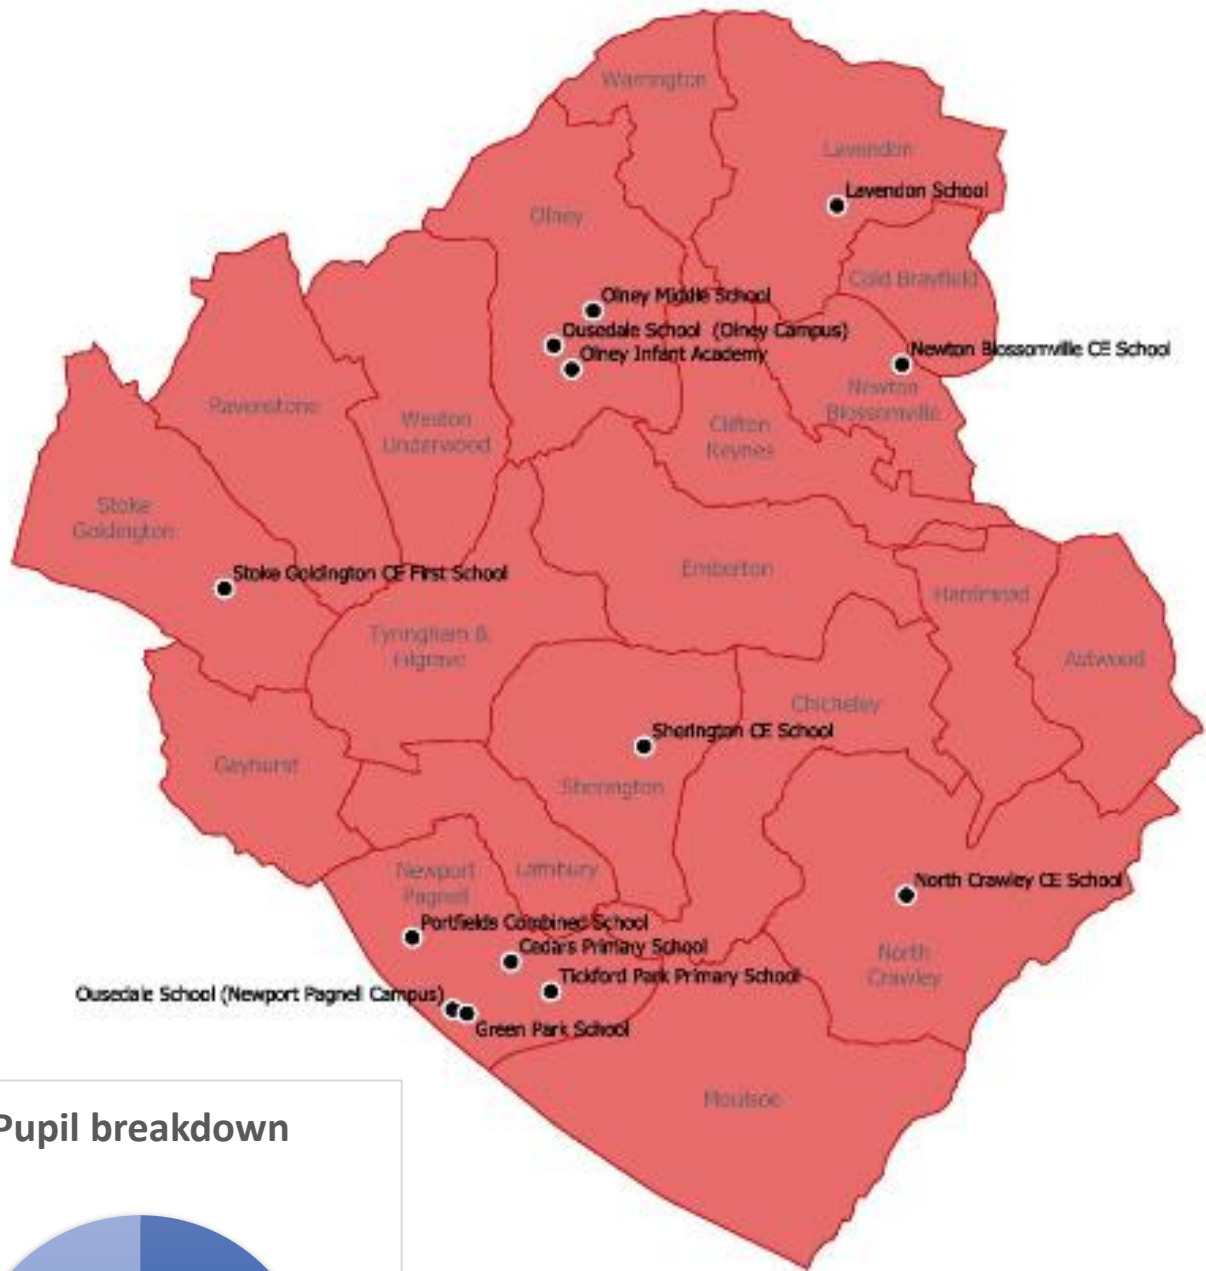 Warrington
Lavendon
Lavendon School
Olney
Cold Brayfield
Olney Middle School
Ousedale School (Olney Campus)
Newton Blossomville CE School
Olney Infant Academy
Newton
Blossomville
Ravenstone
Weston
Underwood
Clifton
Reynes
Stoke
Goldington
Emberton
Stoke Goldington CE First School
Hardmead
Tyringham &
Filgrave
Astwood
Chicheley
Sherington CE School
Gayhurst
Sherington
Newport
Pagnell
Lathbury
North Crawley CE School
Portfields Combined School
Cedars Primary School
North
Crawley
Tickford Park Primary School
Ousedale School (Newport Pagnell Campus)
Green Park School
Moulsoe
Pupil breakdown